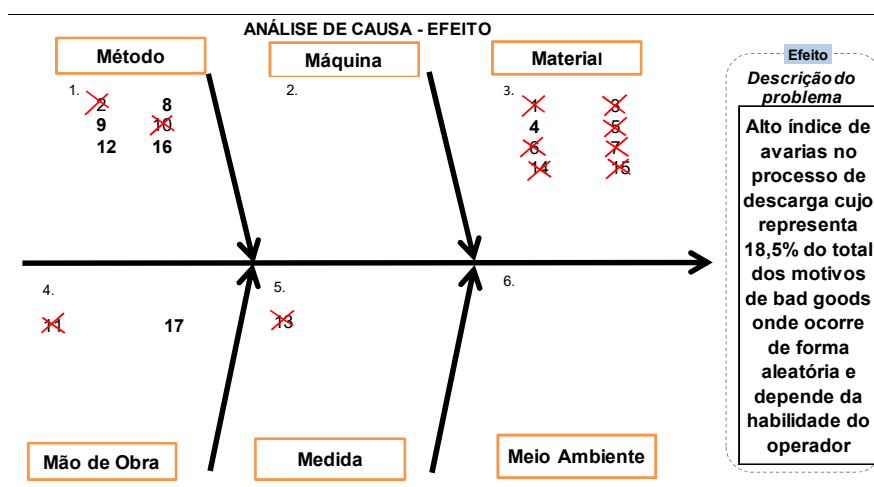 ANÁLISE DE CAUSA - EFEITO
Método
Máquina
Material
1.
2 8
9 10
12 16
2.
3.
1 3
4 5
6 7
14 15
4.
11 17
5.
13
6.
Mão de Obra
Medida
Meio Ambiente
Efeito
Descrição do
problema
Alto índice de
avarias no
processo de
descarga cujo
representa
18,5% do total
dos motivos
de bad goods
onde ocorre
de forma
aleatória e
depende da
habilidade do
operador